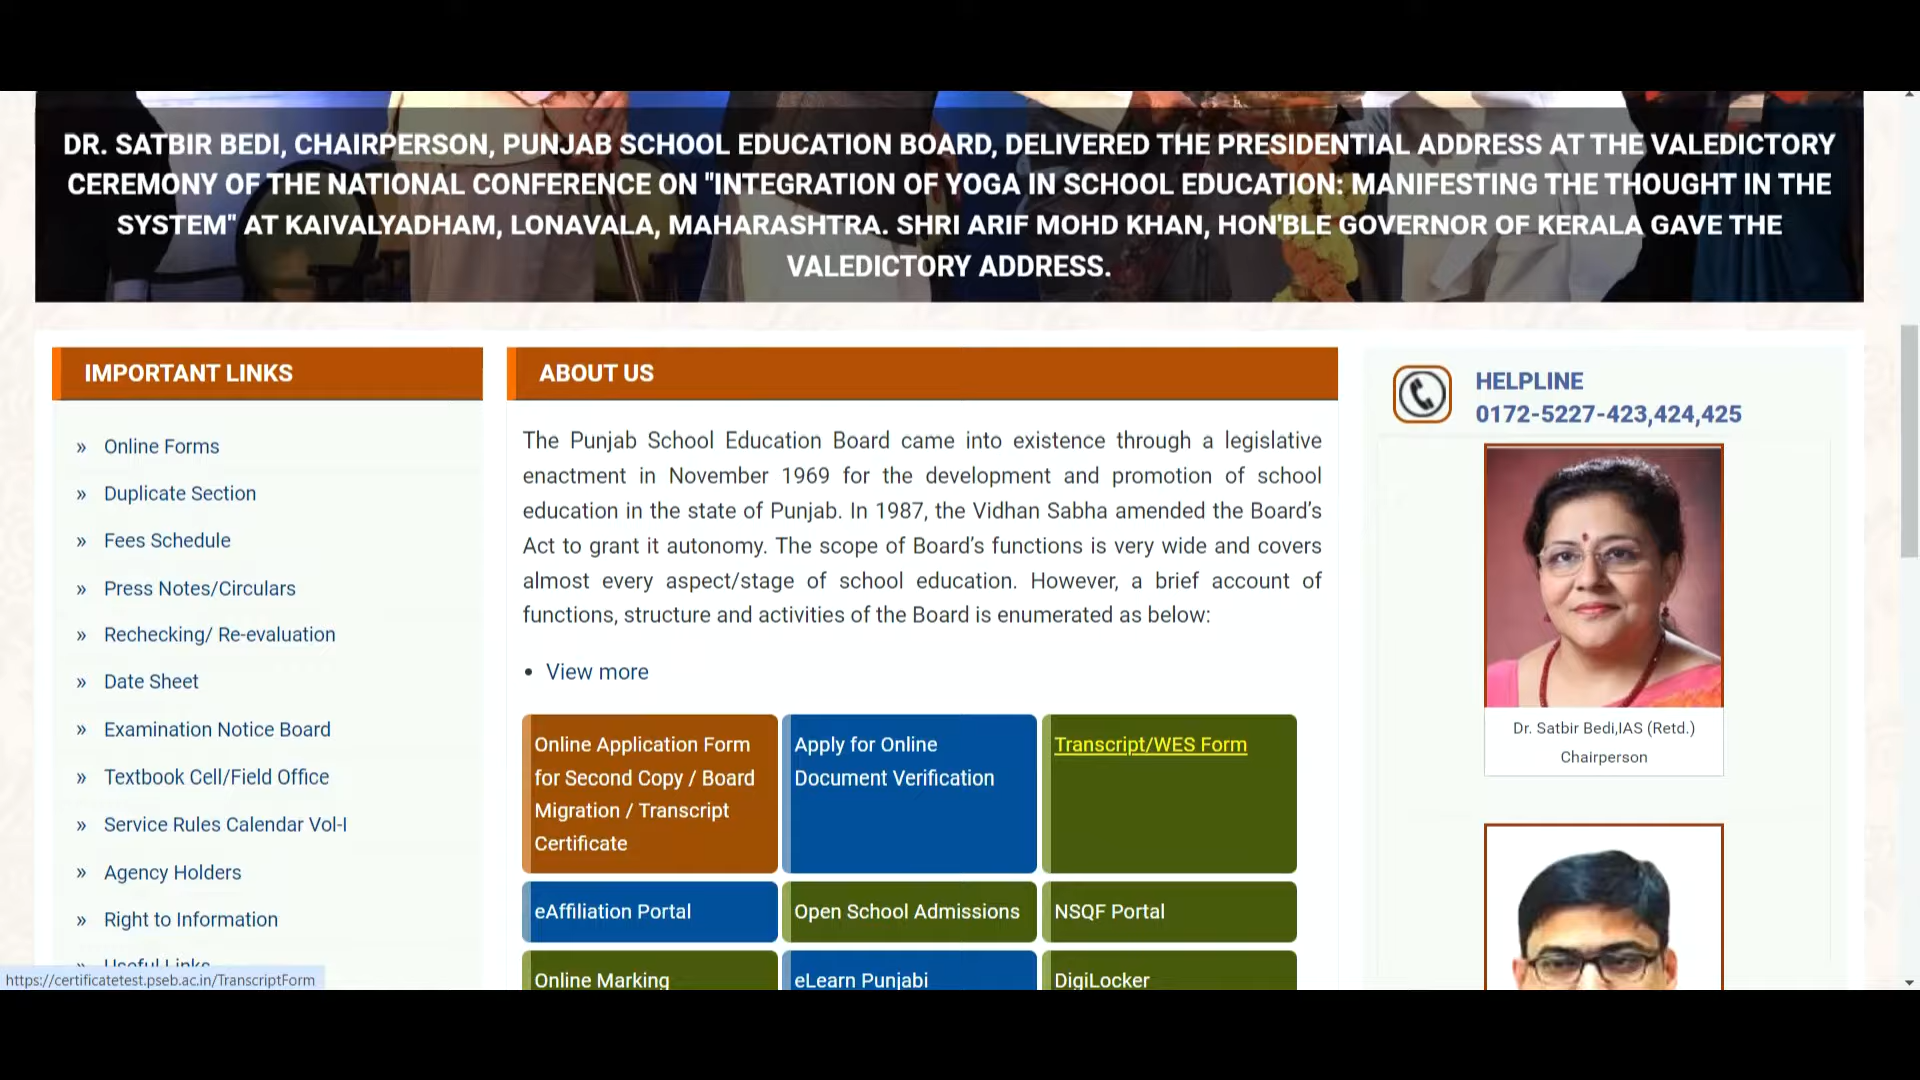 DR. SATBIR BEDI, CHAIRPERSON, PUNJAB SCHOOL EDUCATION BOARD, DELIVERED THE PRESIDENTIAL ADDRESS AT THE VALEDICTORY
CEREMONY OF THE NATIONAL CONFERENCE ON "INTEGRATION OF YOGA IN SCHOOL EDUCATION: MANIFESTING THE THOUGHT IN THE
SYSTEM" AT KAIVALYADHAM, LONAVALA, MAHARASHTRA. SHRI ARIF MOHD KHAN, HON'BLE GOVERNOR OF KERALA GAVE THE
VALEDICTORY ADDRESS.
IMPORTANT LINKS
» Online Forms
» Duplicate Section
» Fees Schedule
» Press Notes/Circulars
» Rechecking/ Re-evaluation
» Date Sheet
» Examination Notice Board
» Textbook Cell/Field Office
» Service Rules Calendar Vol-I
» Agency Holders
» Right to Information
» Useful Links
https://certificatetest.pseb.ac.in/TranscriptForm
ABOUT US
The Punjab School Education Board came into existence through a legislative
enactment in November 1969 for the development and promotion of school
education in the state of Punjab. In 1987, the Vidhan Sabha amended the Board's
Act to grant it autonomy. The scope of Board's functions is very wide and covers
almost every aspect/stage of school education. However, a brief account of
functions, structure and activities of the Board is enumerated as below:
• View more
Online Application Form
for Second Copy / Board
Migration / Transcript
Certificate
Apply for Online
Document Verification
Transcript/WES Form
eAffiliation Portal
Open School Admissions
NSQF Portal
Online Marking
eLearn Punjabi
DigiLocker
HELPLINE
0172-5227-423,424,425
Dr. Satbir Bedi,IAS (Retd.)
Chairperson